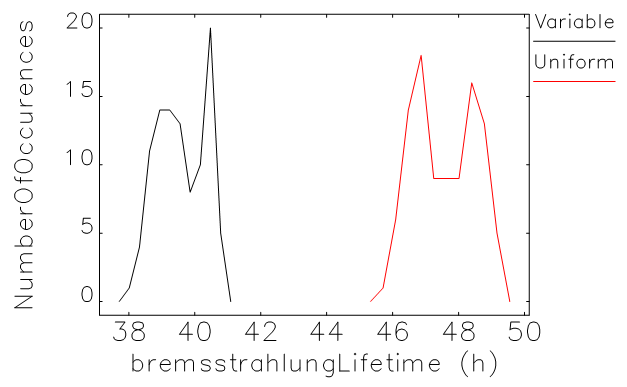 Variable
Uniform
NumberOfOccurences
20
15
10
5
0
38 40 42 44 46 48 50
bremsstrahlungLifetime (h)